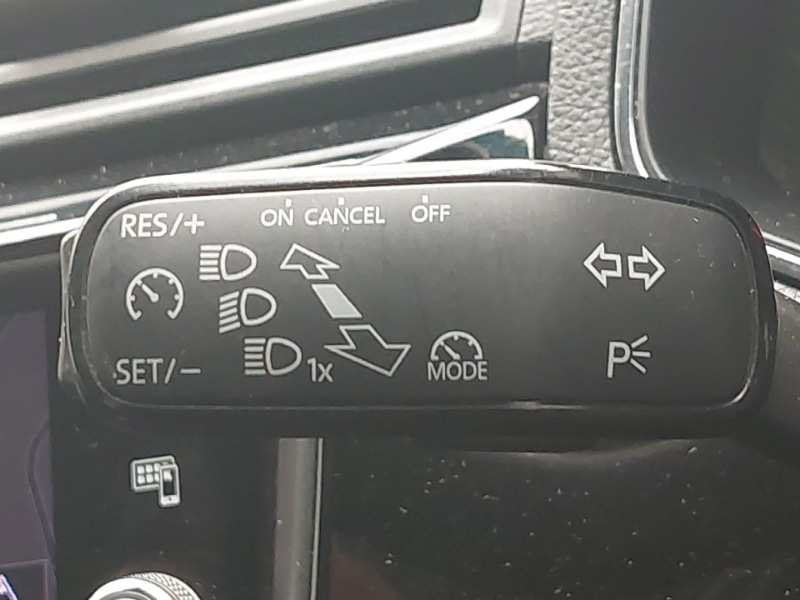 RES/+ ON CANCEL OFF
SET/− 1x MODE P